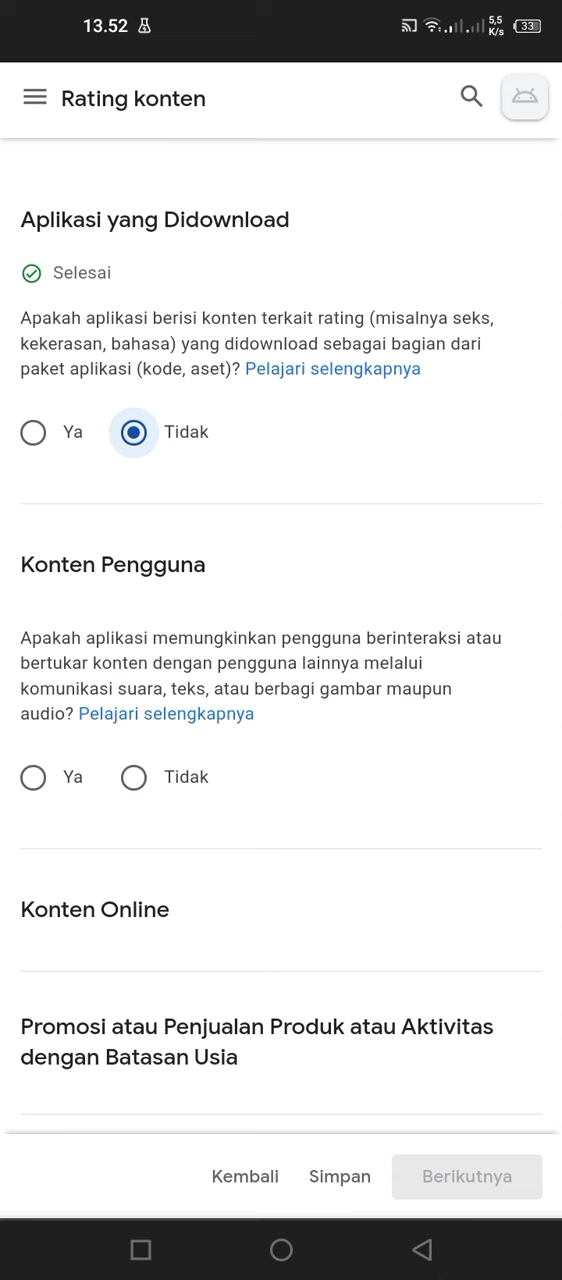 13.52
5,5
K/s
33
Rating konten
Aplikasi yang Didownload
Selesai
Apakah aplikasi berisi konten terkait rating (misalnya seks,
kekerasan, bahasa) yang didownload sebagai bagian dari
paket aplikasi (kode, aset)? Pelajari selengkapnya
Ya Tidak
Konten Pengguna
Apakah aplikasi memungkinkan pengguna berinteraksi atau
bertukar konten dengan pengguna lainnya melalui
komunikasi suara, teks, atau berbagi gambar maupun
audio? Pelajari selengkapnya
Ya Tidak
Konten Online
Promosi atau Penjualan Produk atau Aktivitas
dengan Batasan Usia
Kembali Simpan Berikutnya